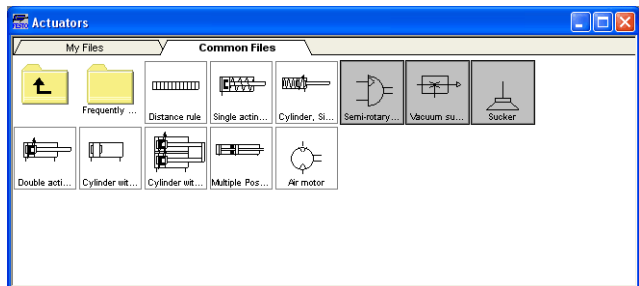 Actuators
My Files Common Files
Frequently ...
Distance rule
Single actin...
Cylinder, Si...
Semi-rotary...
Vacuum su...
Sucker
Double acti...
Cylinder wit...
Cylinder wit...
Multiple Pos...
Air motor